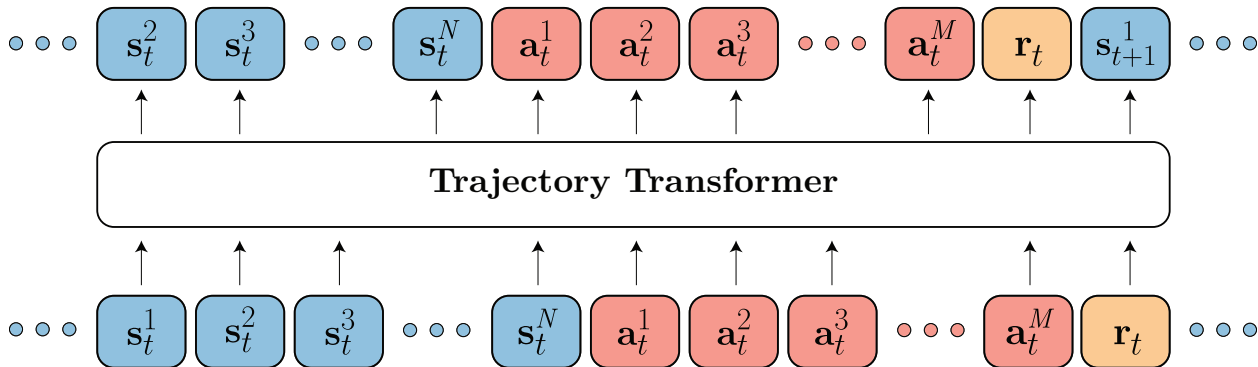 s_t^2 s_t^3 s_t^N a_t^1 a_t^2 a_t^3 a_t^M r_t s_{t+1}^1
Trajectory Transformer
s_t^1 s_t^2 s_t^3 s_t^N a_t^1 a_t^2 a_t^3 a_t^M r_t